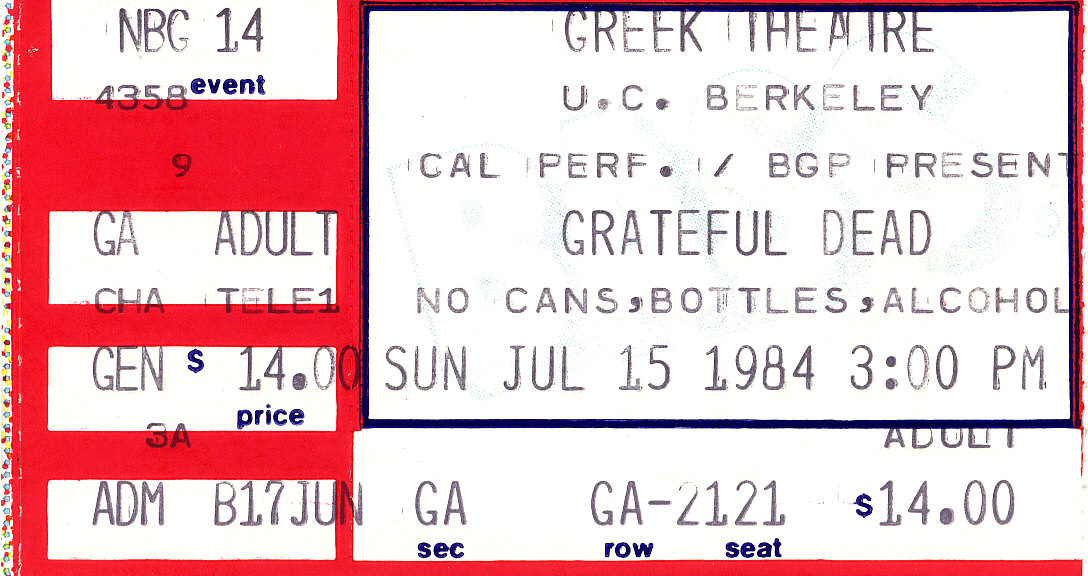 NBG 14
event
4358
9
GA ADULT
CHA TELE1
GEN $ 14.00
price
3A
ADM B17JUN
GREEK THEATRE
U.C. BERKELEY
CAL PERF. / BGP PRESENT
GRATEFUL DEAD
NO CANS,BOTTLES,ALCOHOL
SUN JUL 15 1984 3:00 PM
ADULT
GA GA-2121 $14.00
sec row seat